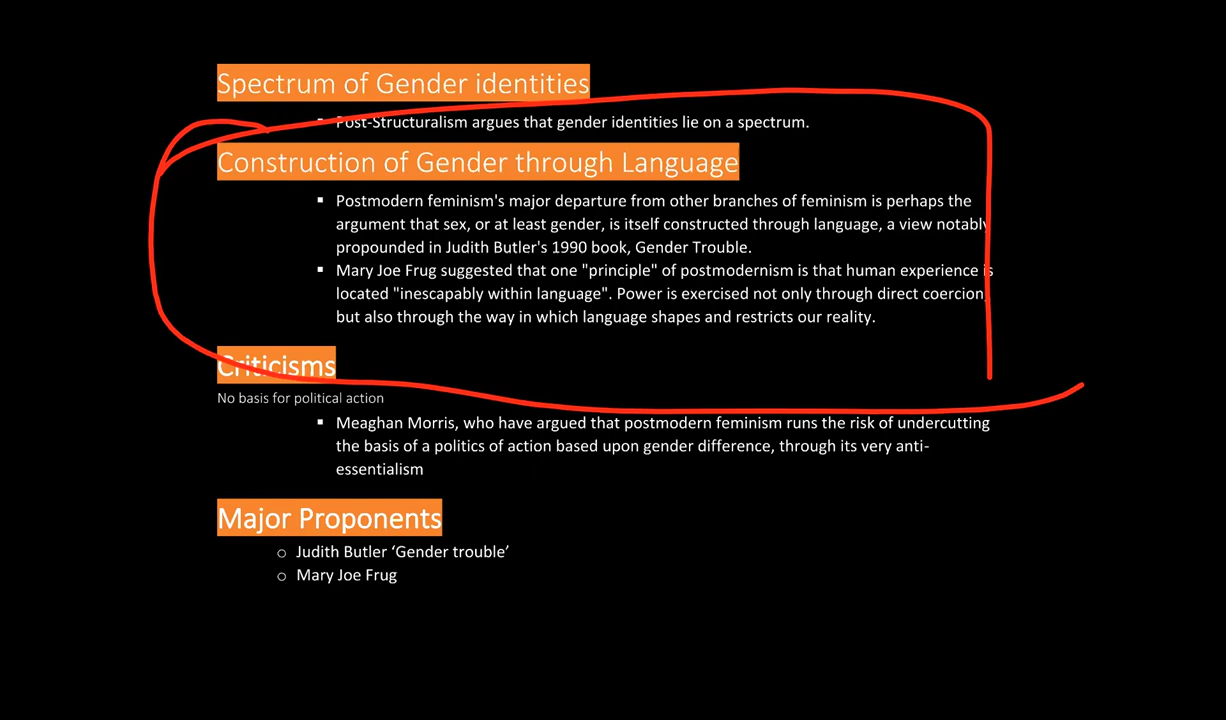 Spectrum of Gender identities
▪ Post-Structuralism argues that gender identities lie on a spectrum.
Construction of Gender through Language
▪ Postmodern feminism's major departure from other branches of feminism is perhaps the
argument that sex, or at least gender, is itself constructed through language, a view notably
propounded in Judith Butler's 1990 book, Gender Trouble.
▪ Mary Joe Frug suggested that one "principle" of postmodernism is that human experience is
located "inescapably within language". Power is exercised not only through direct coercion,
but also through the way in which language shapes and restricts our reality.
Criticisms
No basis for political action
▪ Meaghan Morris, who have argued that postmodern feminism runs the risk of undercutting
the basis of a politics of action based upon gender difference, through its very anti-
essentialism
Major Proponents
○ Judith Butler ‘Gender trouble’
○ Mary Joe Frug